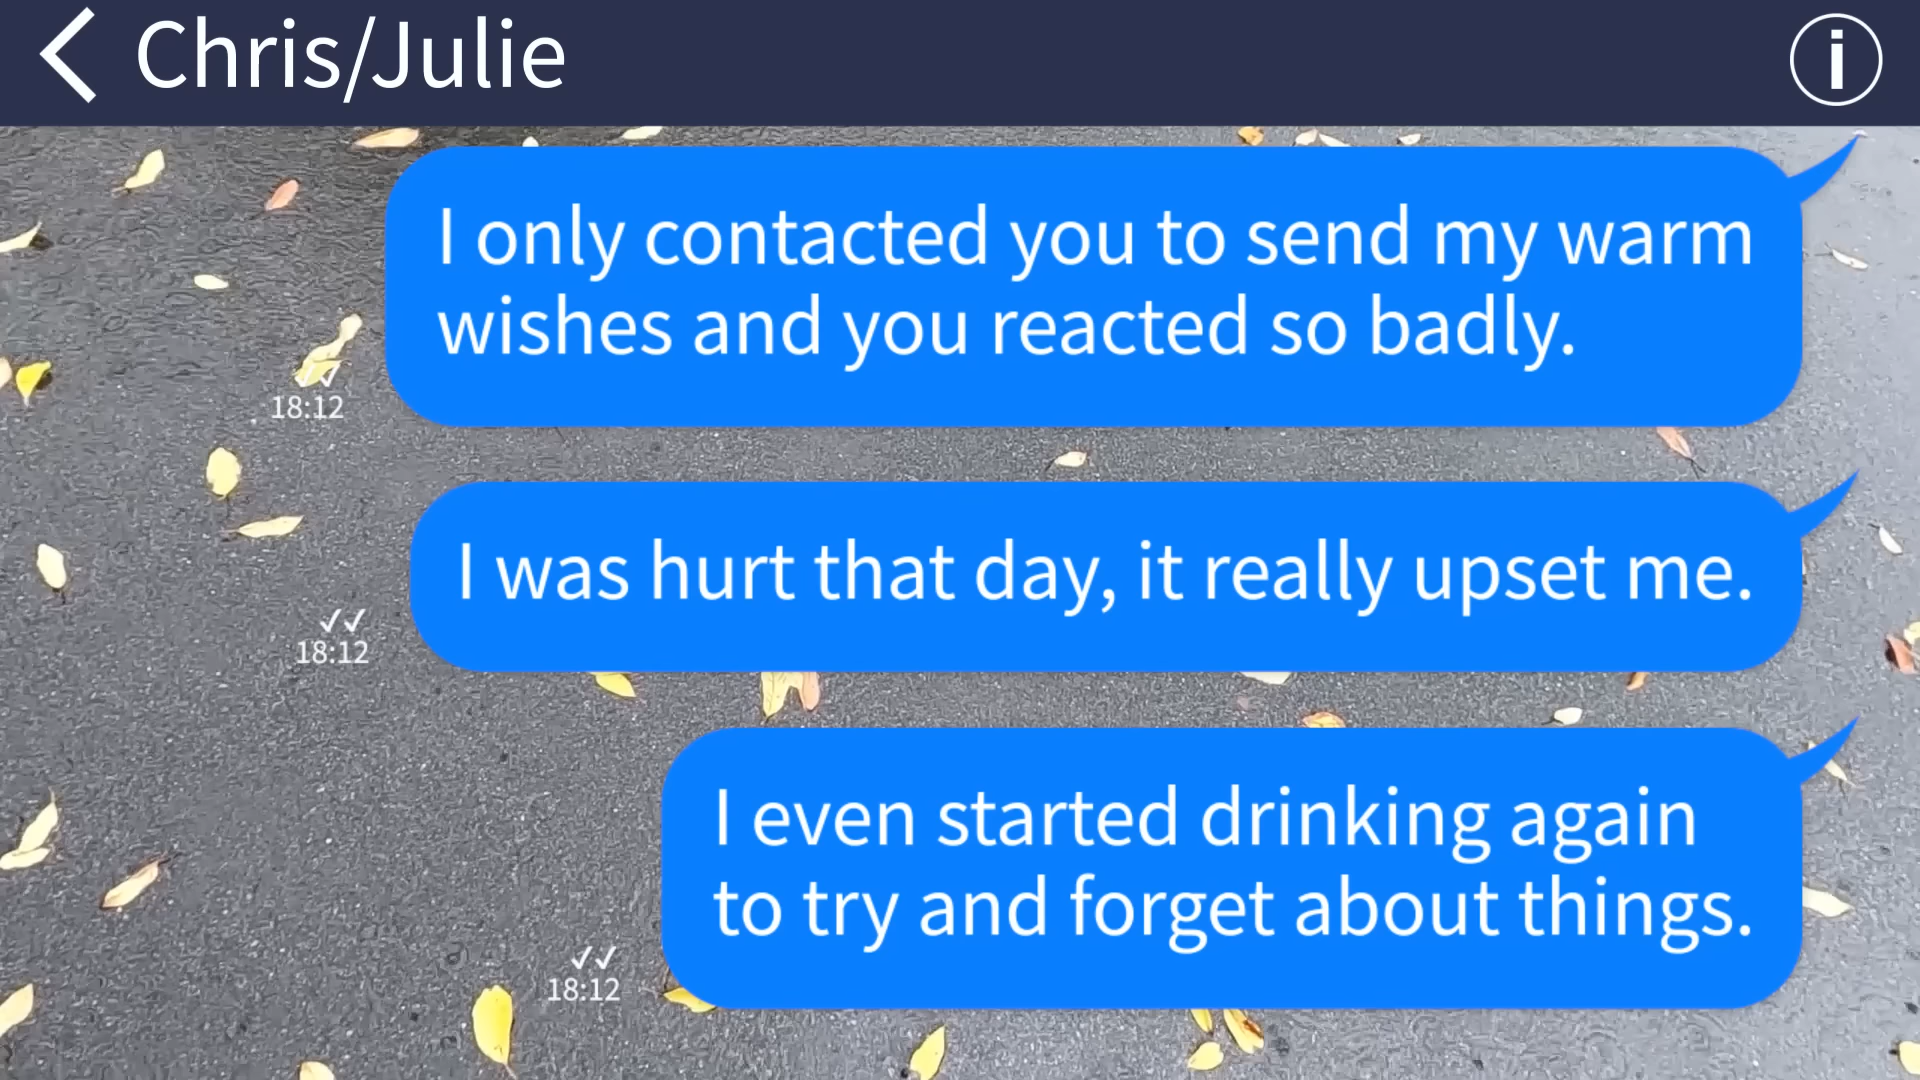 Chris/Julie
I only contacted you to send my warm
wishes and you reacted so badly.
18:12
I was hurt that day, it really upset me.
18:12
I even started drinking again
to try and forget about things.
18:12